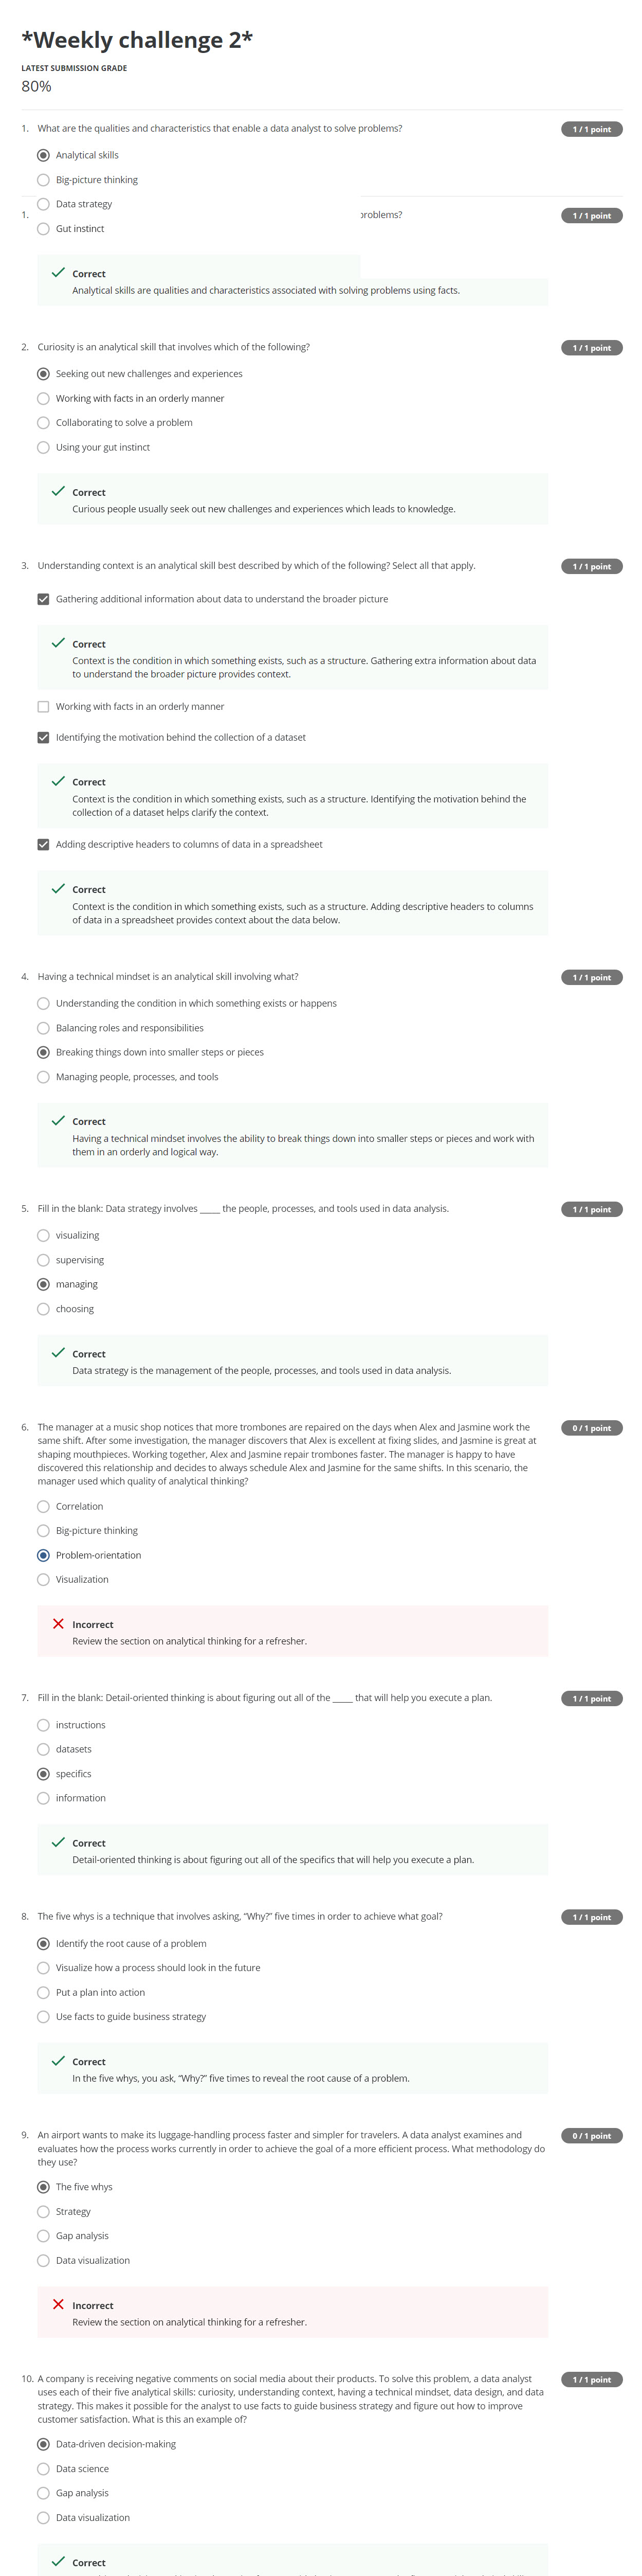 *Weekly challenge 2*
LATEST SUBMISSION GRADE
80%
1. What are the qualities and characteristics that enable a data analyst to solve problems?
1 / 1 point
Analytical skills
Big-picture thinking
Data strategy
1. problems?
1 / 1 point
Gut instinct
Correct
Analytical skills are qualities and characteristics associated with solving problems using facts.
2. Curiosity is an analytical skill that involves which of the following?
1 / 1 point
Seeking out new challenges and experiences
Working with facts in an orderly manner
Collaborating to solve a problem
Using your gut instinct
Correct
Curious people usually seek out new challenges and experiences which leads to knowledge.
3. Understanding context is an analytical skill best described by which of the following? Select all that apply.
1 / 1 point
Gathering additional information about data to understand the broader picture
Correct
Context is the condition in which something exists, such as a structure. Gathering extra information about data
to understand the broader picture provides context.
Working with facts in an orderly manner
Identifying the motivation behind the collection of a dataset
Correct
Context is the condition in which something exists, such as a structure. Identifying the motivation behind the
collection of a dataset helps clarify the context.
Adding descriptive headers to columns of data in a spreadsheet
Correct
Context is the condition in which something exists, such as a structure. Adding descriptive headers to columns
of data in a spreadsheet provides context about the data below.
4. Having a technical mindset is an analytical skill involving what?
1 / 1 point
Understanding the condition in which something exists or happens
Balancing roles and responsibilities
Breaking things down into smaller steps or pieces
Managing people, processes, and tools
Correct
Having a technical mindset involves the ability to break things down into smaller steps or pieces and work with
them in an orderly and logical way.
5. Fill in the blank: Data strategy involves _____ the people, processes, and tools used in data analysis.
1 / 1 point
visualizing
supervising
managing
choosing
Correct
Data strategy is the management of the people, processes, and tools used in data analysis.
6. The manager at a music shop notices that more trombones are repaired on the days when Alex and Jasmine work the
0 / 1 point
same shift. After some investigation, the manager discovers that Alex is excellent at fixing slides, and Jasmine is great at
shaping mouthpieces. Working together, Alex and Jasmine repair trombones faster. The manager is happy to have
discovered this relationship and decides to always schedule Alex and Jasmine for the same shifts. In this scenario, the
manager used which quality of analytical thinking?
Correlation
Big-picture thinking
Problem-orientation
Visualization
Incorrect
Review the section on analytical thinking for a refresher.
7. Fill in the blank: Detail-oriented thinking is about figuring out all of the _____ that will help you execute a plan.
1 / 1 point
instructions
datasets
specifics
information
Correct
Detail-oriented thinking is about figuring out all of the specifics that will help you execute a plan.
8. The five whys is a technique that involves asking, “Why?” five times in order to achieve what goal?
1 / 1 point
Identify the root cause of a problem
Visualize how a process should look in the future
Put a plan into action
Use facts to guide business strategy
Correct
In the five whys, you ask, “Why?” five times to reveal the root cause of a problem.
9. An airport wants to make its luggage-handling process faster and simpler for travelers. A data analyst examines and
0 / 1 point
evaluates how the process works currently in order to achieve the goal of a more efficient process. What methodology do
they use?
The five whys
Strategy
Gap analysis
Data visualization
Incorrect
Review the section on analytical thinking for a refresher.
10. A company is receiving negative comments on social media about their products. To solve this problem, a data analyst
1 / 1 point
uses each of their five analytical skills: curiosity, understanding context, having a technical mindset, data design, and data
strategy. This makes it possible for the analyst to use facts to guide business strategy and figure out how to improve
customer satisfaction. What is this an example of?
Data-driven decision-making
Data science
Gap analysis
Data visualization
Correct